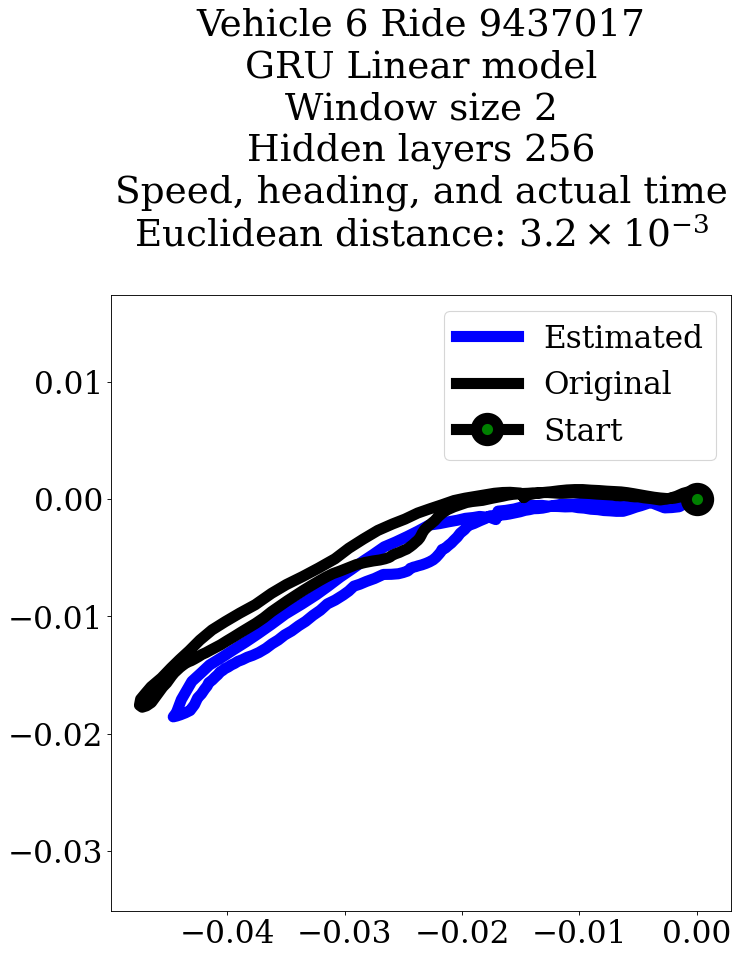 Vehicle 6 Ride 9437017
GRU Linear model
Window size 2
Hidden layers 256
Speed, heading, and actual time
Euclidean distance: 3.2 × 10⁻³
Estimated
Original
Start
0.01
0.00
−0.01
−0.02
−0.03
−0.04 −0.03 −0.02 −0.01 0.00